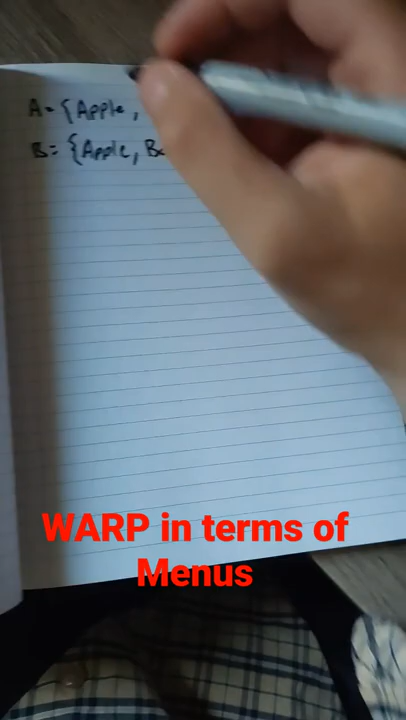 A = {Apple,
B = {Apple, B
WARP in terms of
Menus